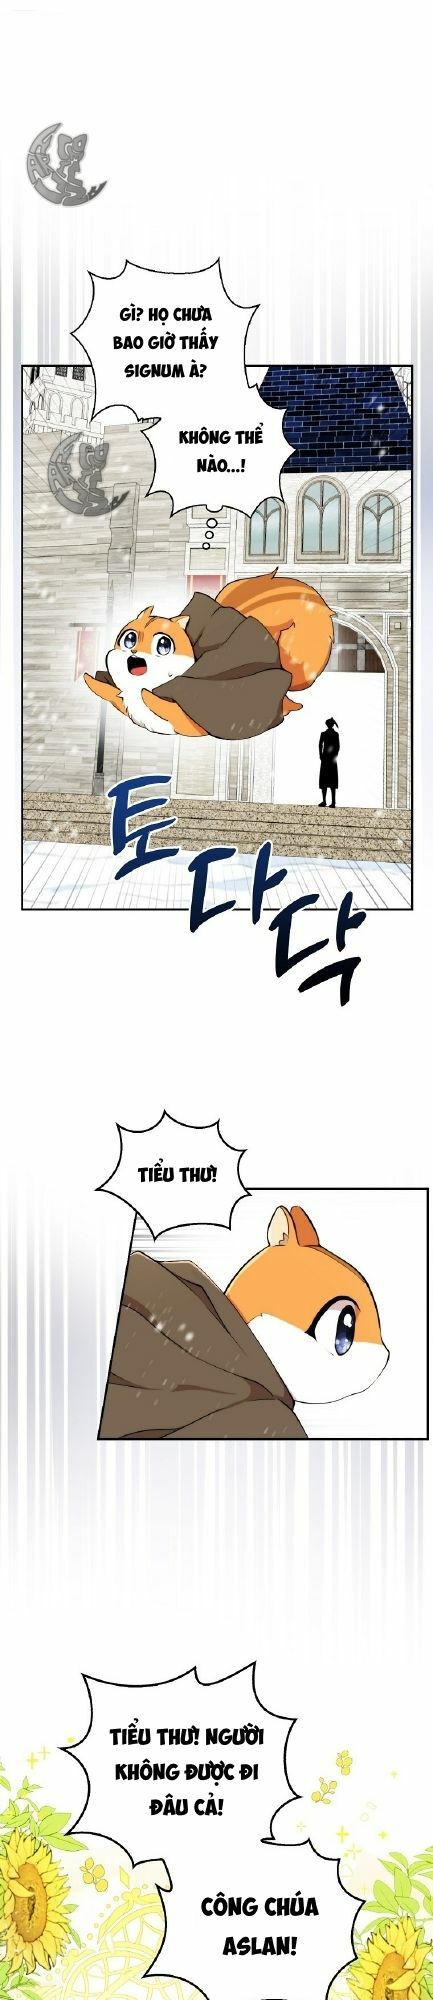 GÌ? HỌ CHƯA
BAO GIỜ THẤY
SIGNUM À?
KHÔNG THỂ
NÀO...!
토다닥
TIỂU THƯ!
TIỂU THƯ! NGƯỜI
KHÔNG ĐƯỢC ĐI
ĐÂU CẢ!
CÔNG CHÚA
ASLAN!